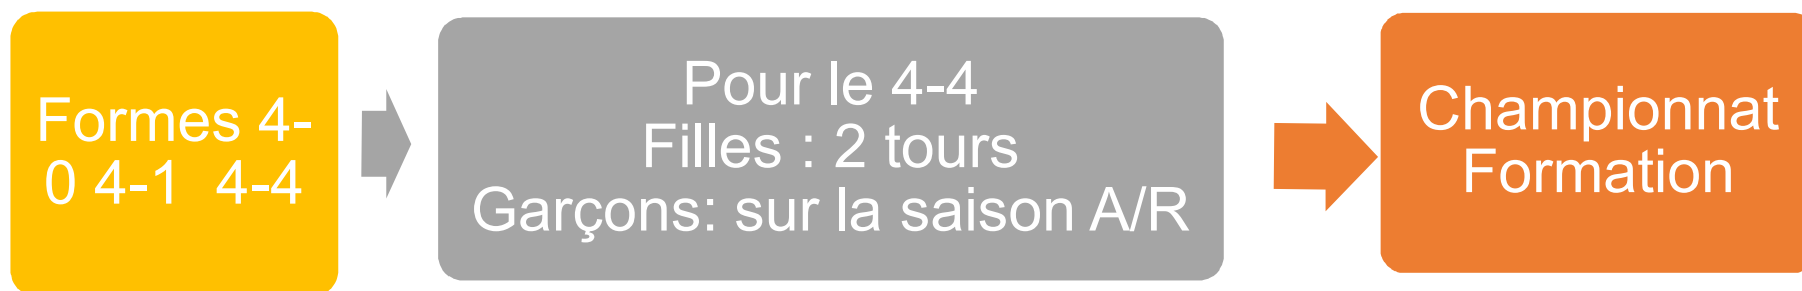 Formes 4-
0 4-1  4-4
Pour le 4-4
Filles : 2 tours
Garçons: sur la saison A/R
Championnat
Formation